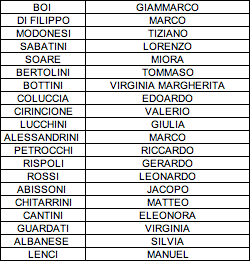 BOI GIAMMARCO
DI FILIPPO MARCO
MODONESI TIZIANO
SABATINI LORENZO
SOARE MIORA
BERTOLINI TOMMASO
BOTTINI VIRGINIA MARGHERITA
COLUCCIA EDOARDO
CIRINCIONE VALERIO
LUCCHINI GIULIA
ALESSANDRINI MARCO
PETROCCHI RICCARDO
RISPOLI GERARDO
ROSSI LEONARDO
ABISSONI JACOPO
CHITARRINI MATTEO
CANTINI ELEONORA
GUARDATI VIRGINIA
ALBANESE SILVIA
LENCI MANUEL